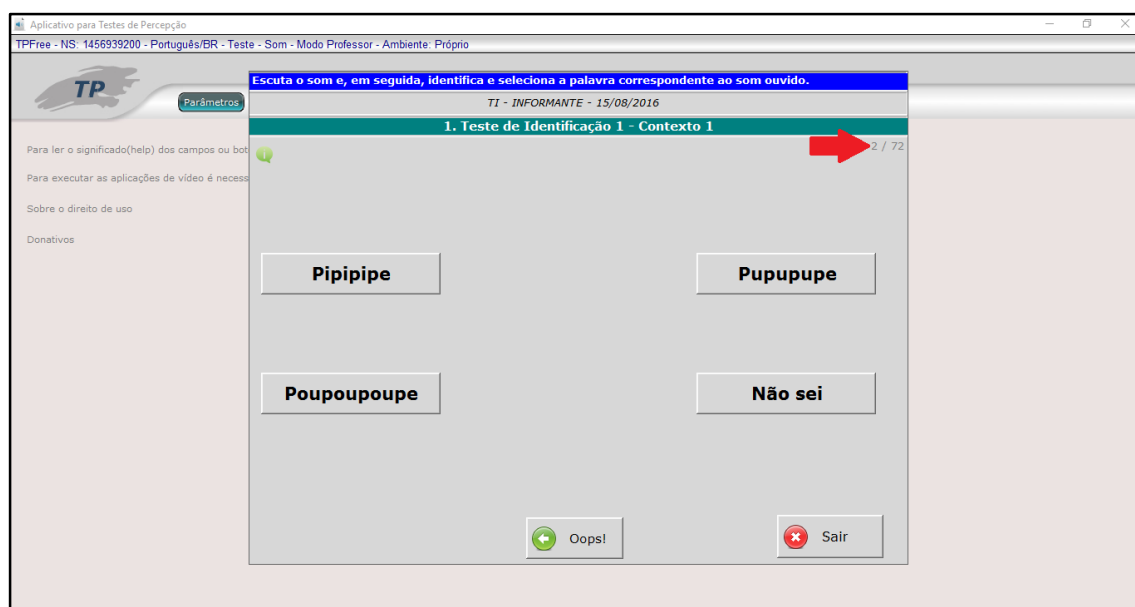 Aplicativo para Testes de Percepção
TPFree - NS: 1456939200 - Português/BR - Teste - Som - Modo Professor - Ambiente: Próprio
TP
Parâmetros
Escuta o som e, em seguida, identifica e seleciona a palavra correspondente ao som ouvido.
TI - INFORMANTE - 15/08/2016
1. Teste de Identificação 1 - Contexto 1
2 / 72
Para ler o significado(help) dos campos ou bot
Para executar as aplicações de vídeo é necess
Sobre o direito de uso
Donativos
Pipipipe
Pupupupe
Poupoupoupe
Não sei
Oops!
Sair